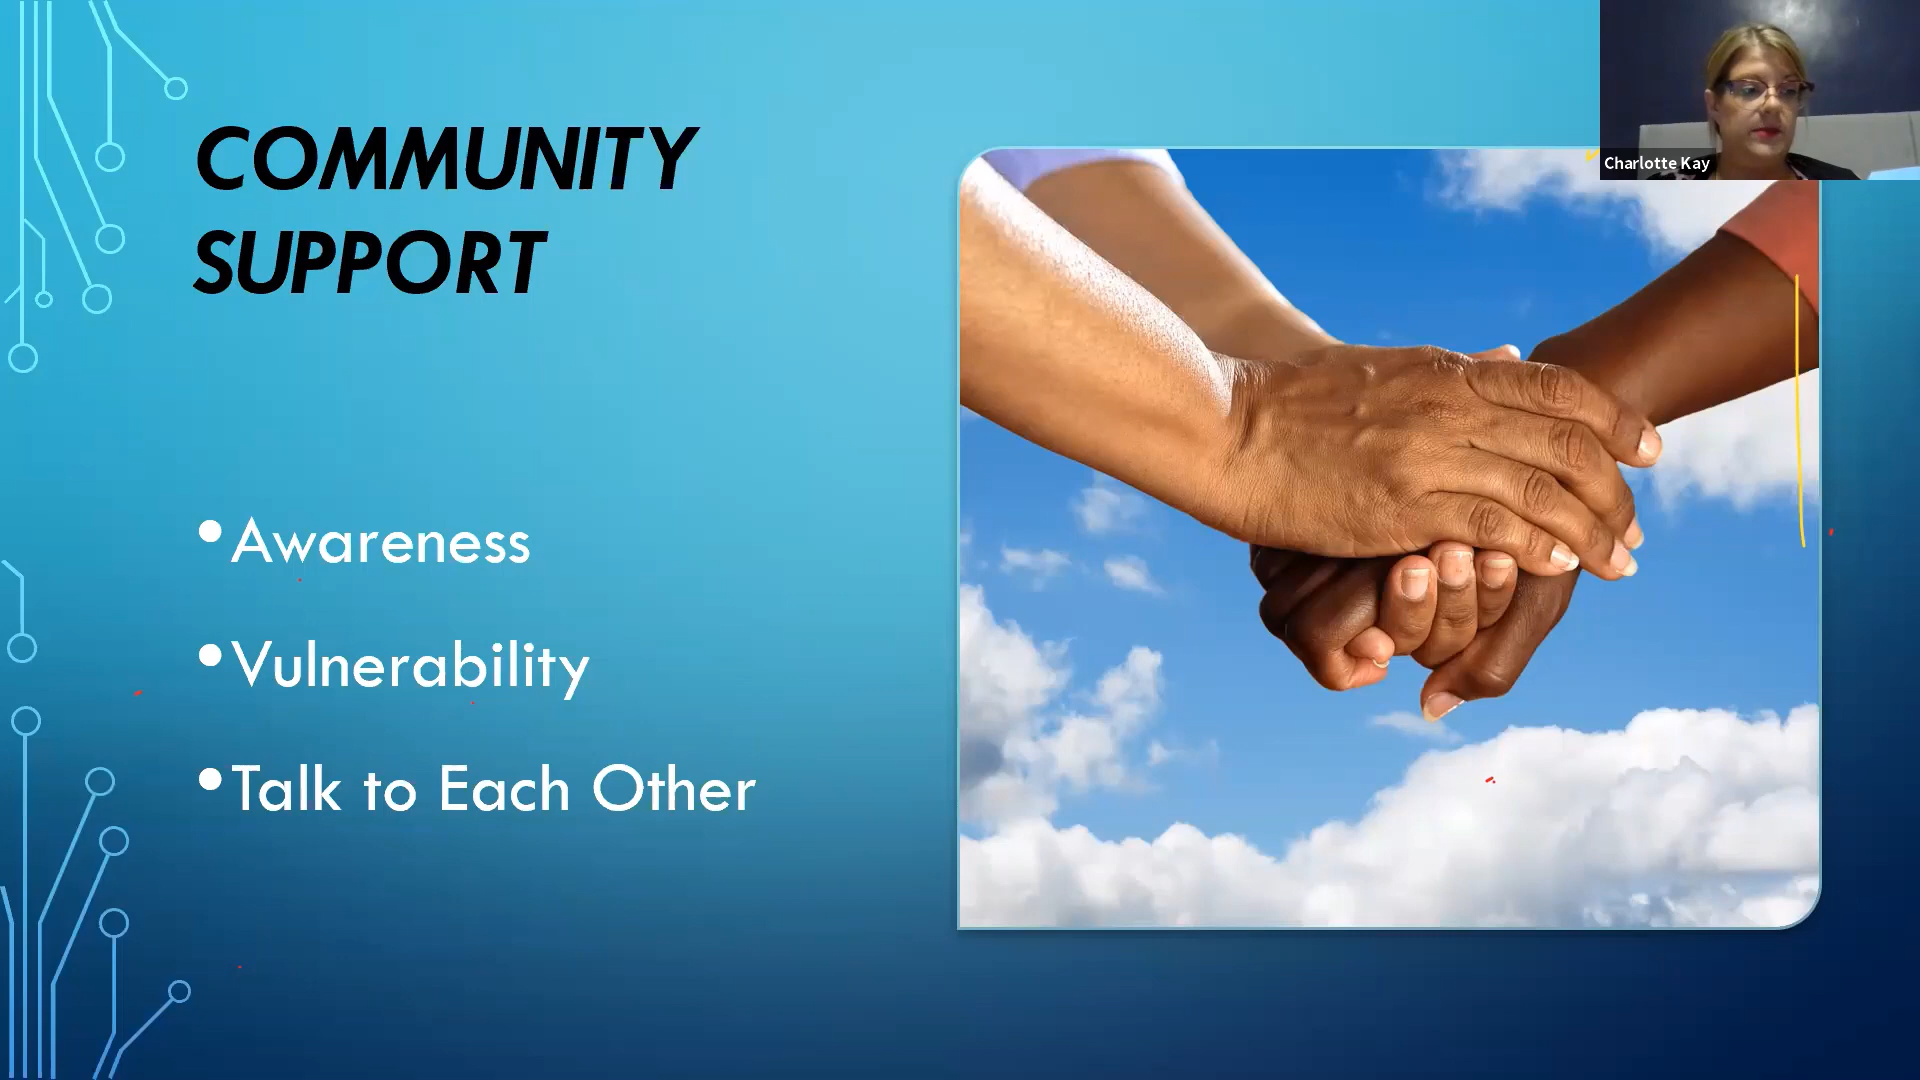 COMMUNITY
SUPPORT
• Awareness
• Vulnerability
• Talk to Each Other
Charlotte Kay